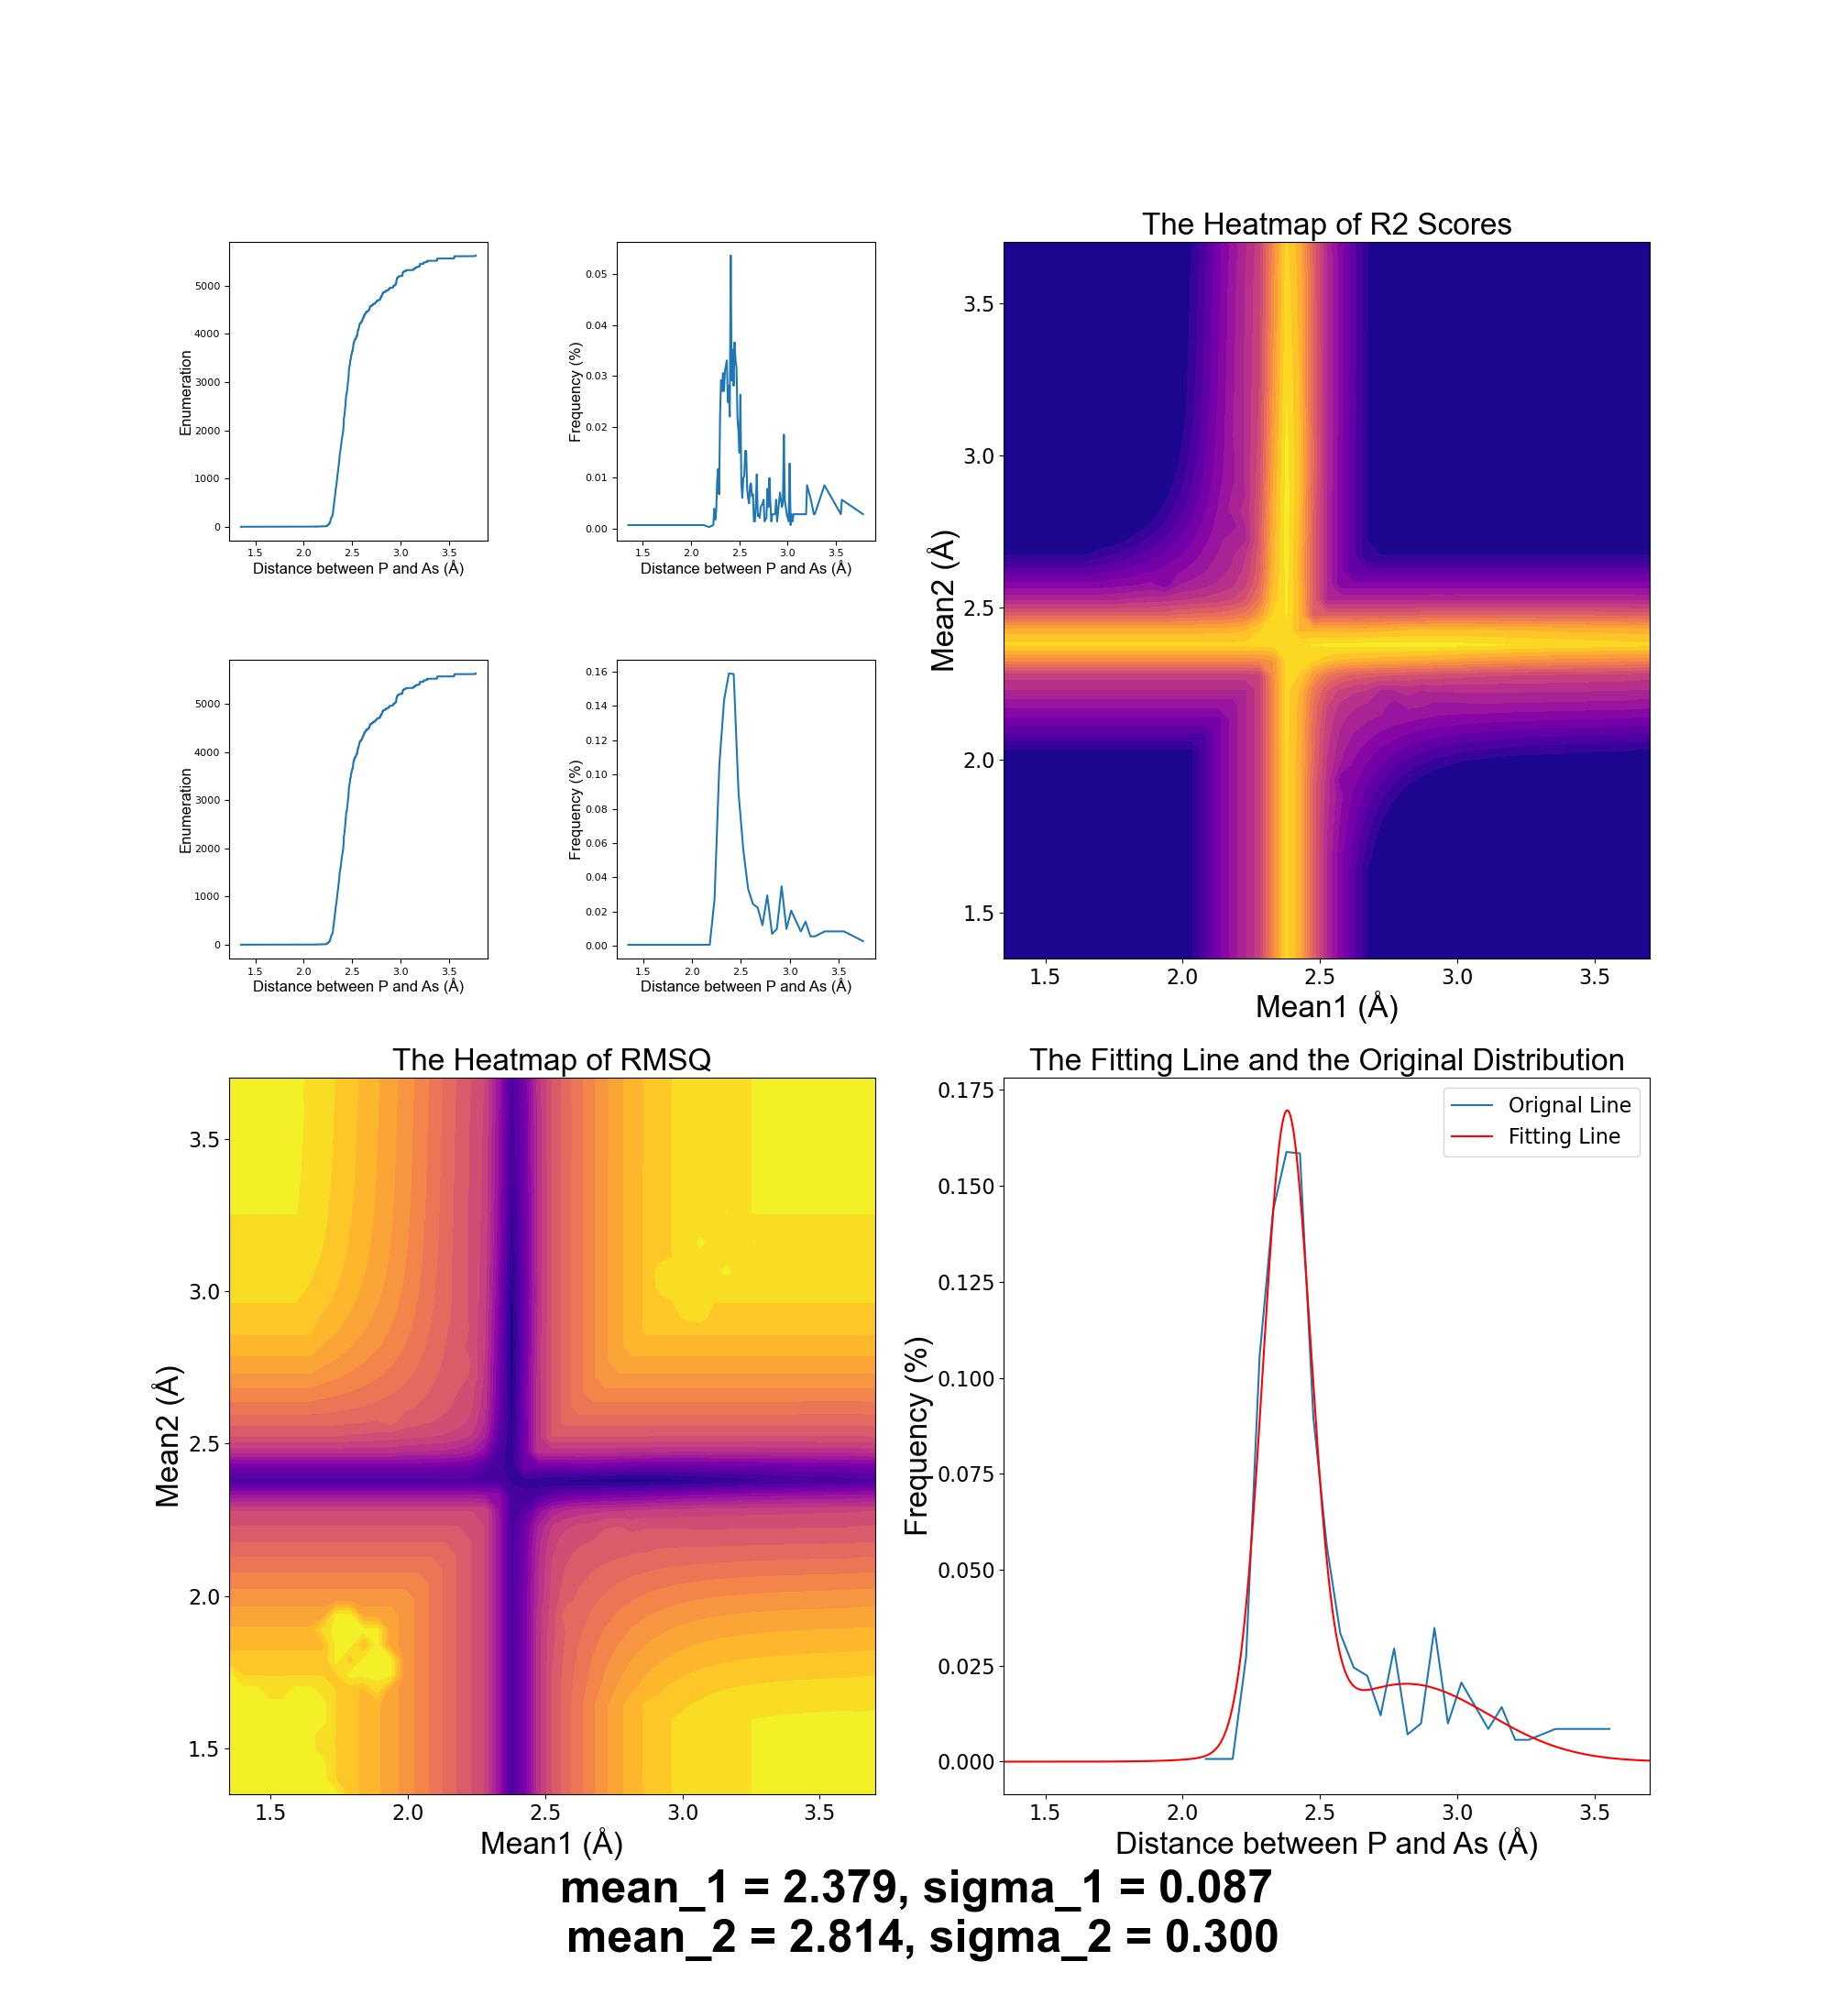 The Heatmap of R2 Scores
5000
4000
3000
2000
1000
0
Enumeration
1.5 2.0 2.5 3.0 3.5
Distance between P and As (Å)
0.05
0.04
0.03
0.02
0.01
0.00
Frequency (%)
1.5 2.0 2.5 3.0 3.5
Distance between P and As (Å)
3.5
3.0
2.5
2.0
1.5
Mean2 (Å)
1.5 2.0 2.5 3.0 3.5
Mean1 (Å)
5000
4000
3000
2000
1000
0
Enumeration
1.5 2.0 2.5 3.0 3.5
Distance between P and As (Å)
0.16
0.14
0.12
0.10
0.08
0.06
0.04
0.02
0.00
Frequency (%)
1.5 2.0 2.5 3.0 3.5
Distance between P and As (Å)
The Heatmap of RMSQ
3.5
3.0
2.5
2.0
1.5
Mean2 (Å)
1.5 2.0 2.5 3.0 3.5
Mean1 (Å)
The Fitting Line and the Original Distribution
0.175
0.150
0.125
0.100
0.075
0.050
0.025
0.000
Frequency (%)
Orignal Line
Fitting Line
1.5 2.0 2.5 3.0 3.5
Distance between P and As (Å)
mean_1 = 2.379, sigma_1 = 0.087
mean_2 = 2.814, sigma_2 = 0.300